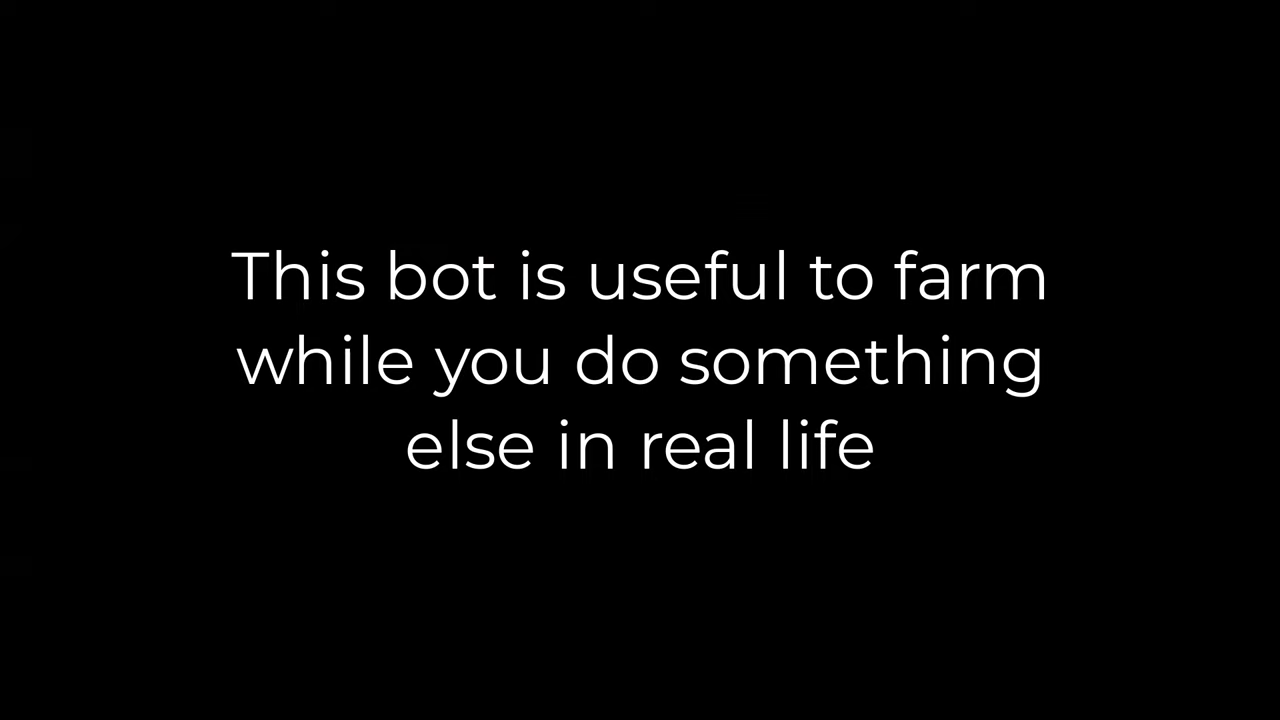 This bot is useful to farm
while you do something
else in real life